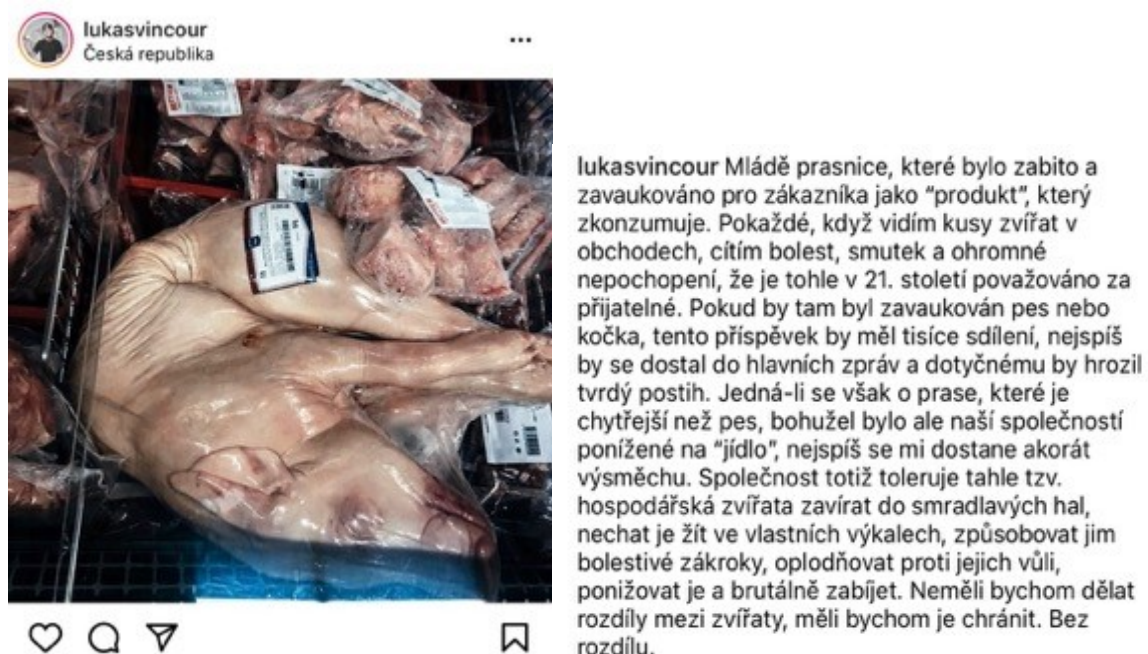 lukasvincour
Česká republika
lukasvincour Mládě prasnice, které bylo zabito a
zavaukováno pro zákazníka jako “produkt”, který
zkonzumuje. Pokaždé, když vidím kusy zvířat v
obchodech, cítím bolest, smutek a ohromné
nepochopení, že je tohle v 21. století považováno za
přijatelné. Pokud by tam byl zavaukován pes nebo
kočka, tento příspěvek by měl tisíce sdílení, nejspíš
by se dostal do hlavních zpráv a dotyčnému by hrozil
tvrdý postih. Jedná-li se však o prase, které je
chytřejší než pes, bohužel bylo ale naší společností
ponížené na “jídlo”, nejspíš se mi dostane akorát
výsměchu. Společnost totiž toleruje tahle tzv.
hospodářská zvířata zavírat do smradlavých hal,
nechat je žít ve vlastních výkalech, způsobovat jim
bolestivé zákroky, oplodňovat proti jejich vůli,
ponižovat je a brutálně zabíjet. Neměli bychom dělat
rozdíly mezi zvířaty, měli bychom je chránit. Bez
rozdílu.